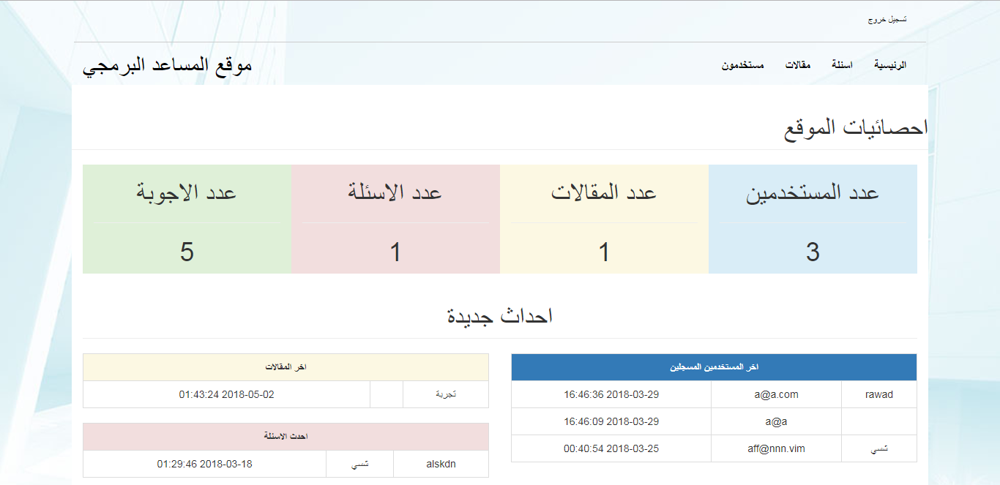 تسجيل خروج
الرئيسية اسئلة مقالات مستخدمون
موقع المساعد البرمجي
احصائيات الموقع
عدد المستخدمين عدد المقالات عدد الاسئلة عدد الاجوبة
3 1 1 5
احداث جديدة
اخر المستخدمين المسجلين
rawad a@a.com 2018-03-29 16:46:36
a@a 2018-03-29 16:46:09
شسي aff@nnn.vim 2018-03-25 00:40:54
اخر المقالات
تجربة 2018-05-02 01:43:24
احدث الاسئلة
alskdn شسي 2018-03-18 01:29:46